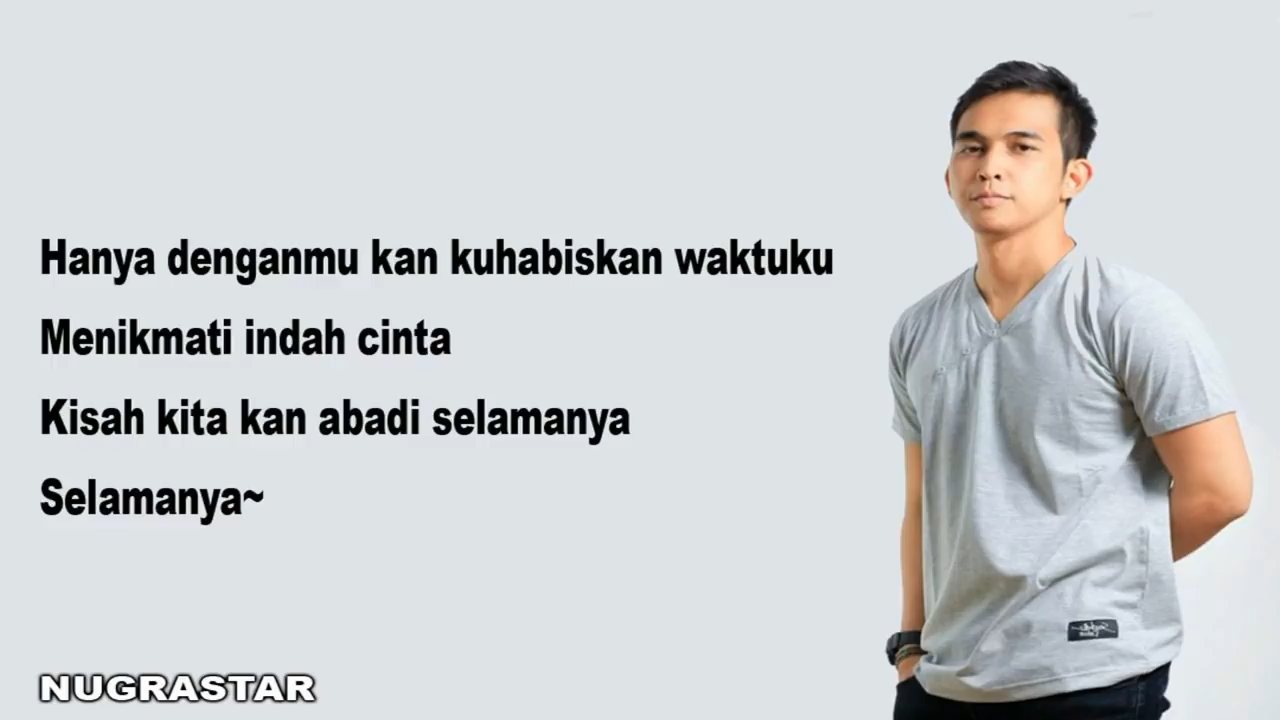 Hanya denganmu kan kuhabiskan waktuku
Menikmati indah cinta
Kisah kita kan abadi selamanya
Selamanya~
NUGRASTAR